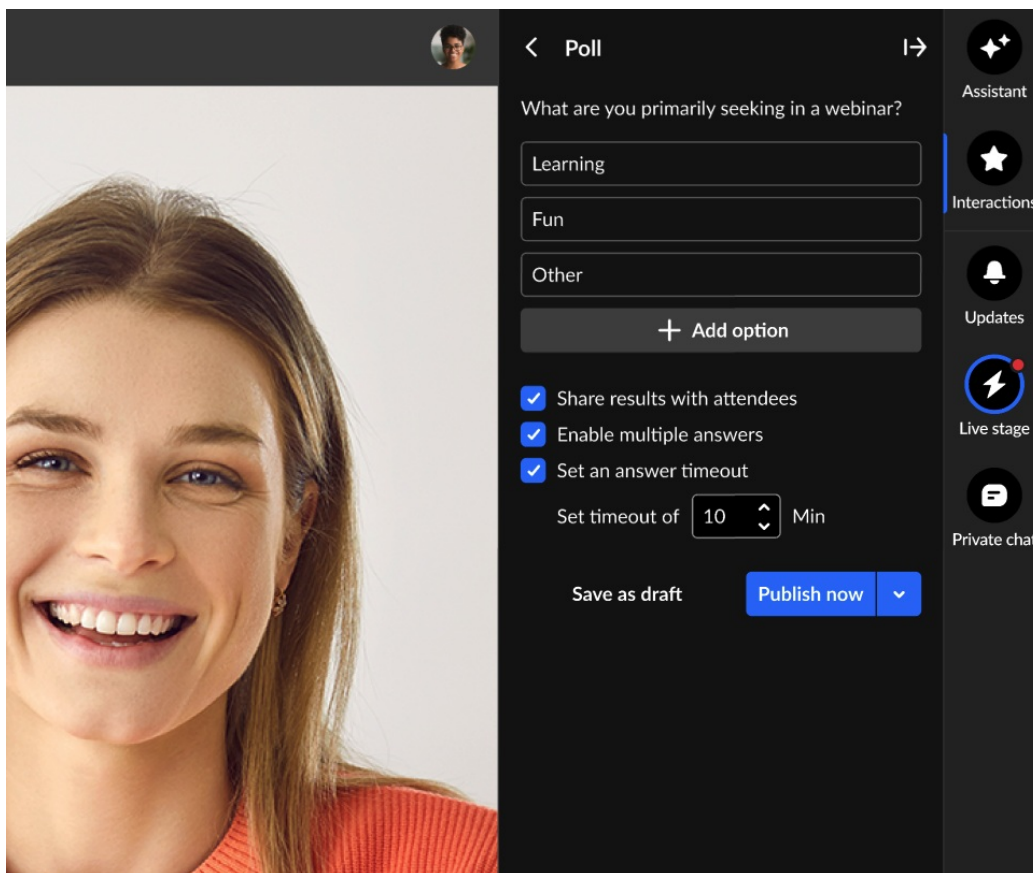 Poll
What are you primarily seeking in a webinar?
Learning
Fun
Other
Add option
Share results with attendees
Enable multiple answers
Set an answer timeout
Set timeout of 10 Min
Save as draft Publish now
Assistant
Interactions
Updates
Live stage
Private chat